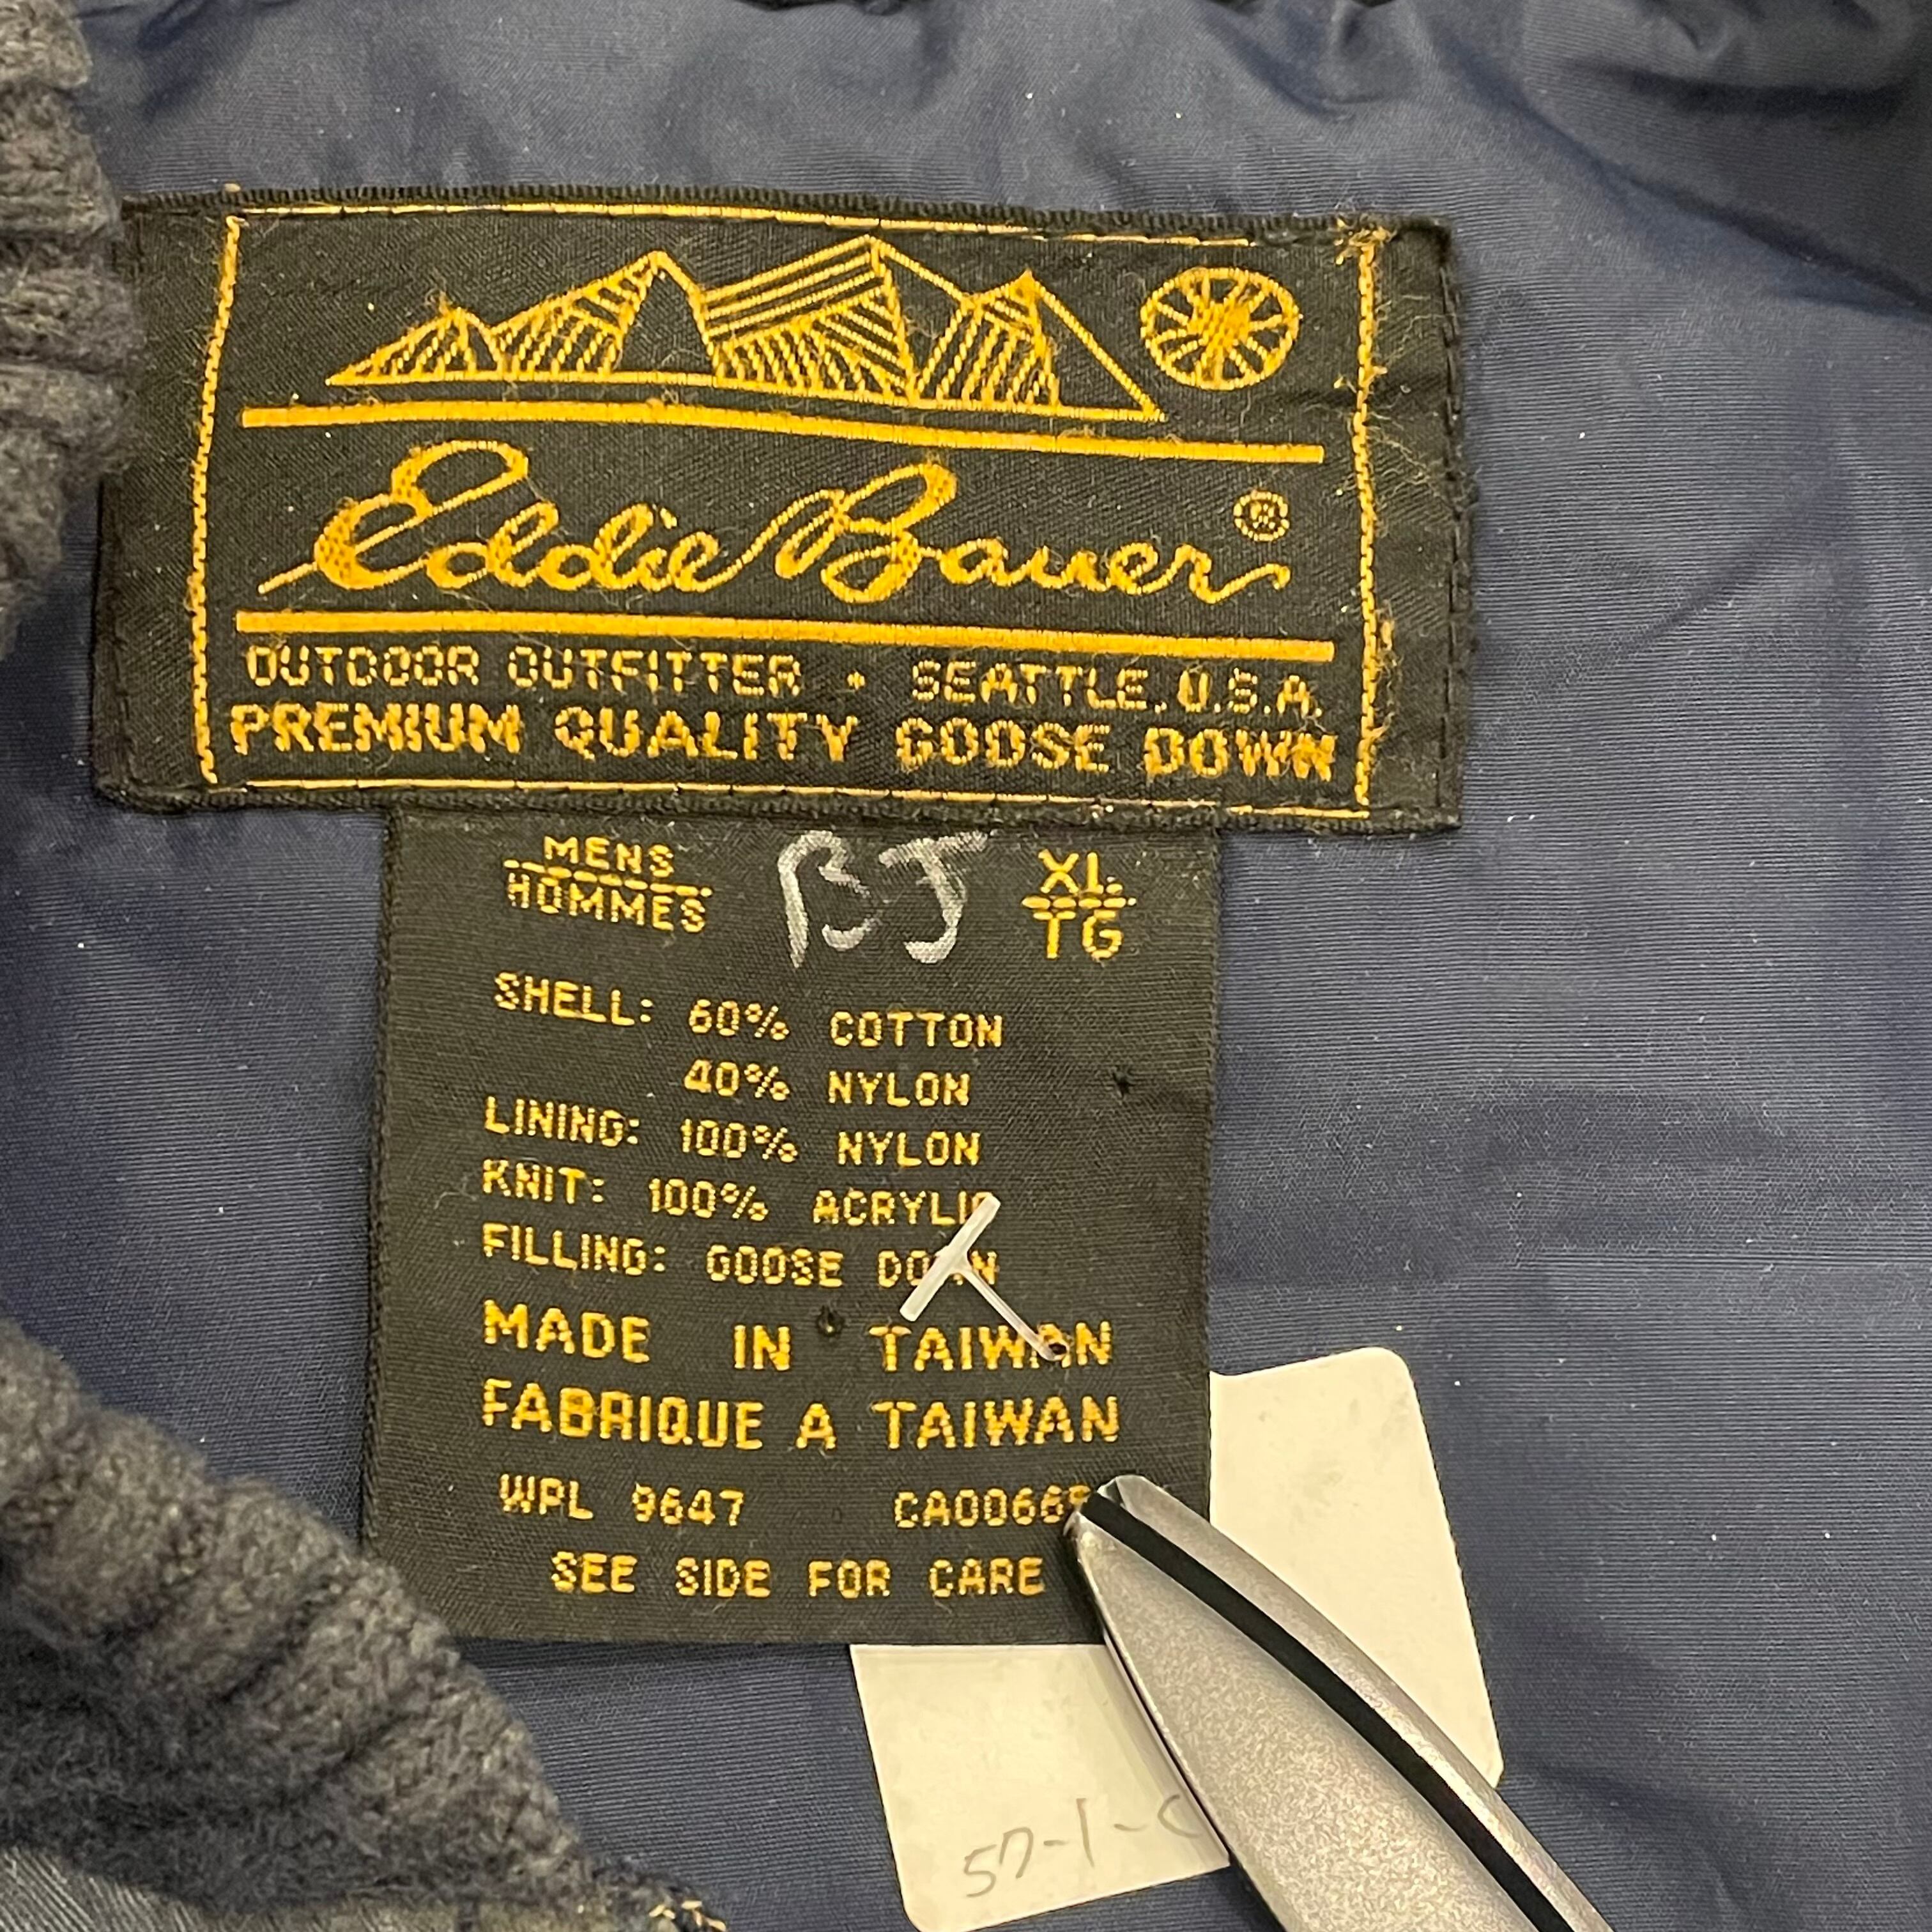 Eddie Bauer ®
OUTDOOR OUTFITTER • SEATTLE, U.S.A.
PREMIUM QUALITY GOOSE DOWN
MENS BJ XL
HOMMES TG
SHELL: 60% COTTON
40% NYLON
LINING: 100% NYLON
KNIT: 100% ACRYLIC
FILLING: GOOSE DOWN
MADE IN TAIWAN
FABRIQUE A TAIWAN
WPL 9647
SEE SIDE FOR CARE